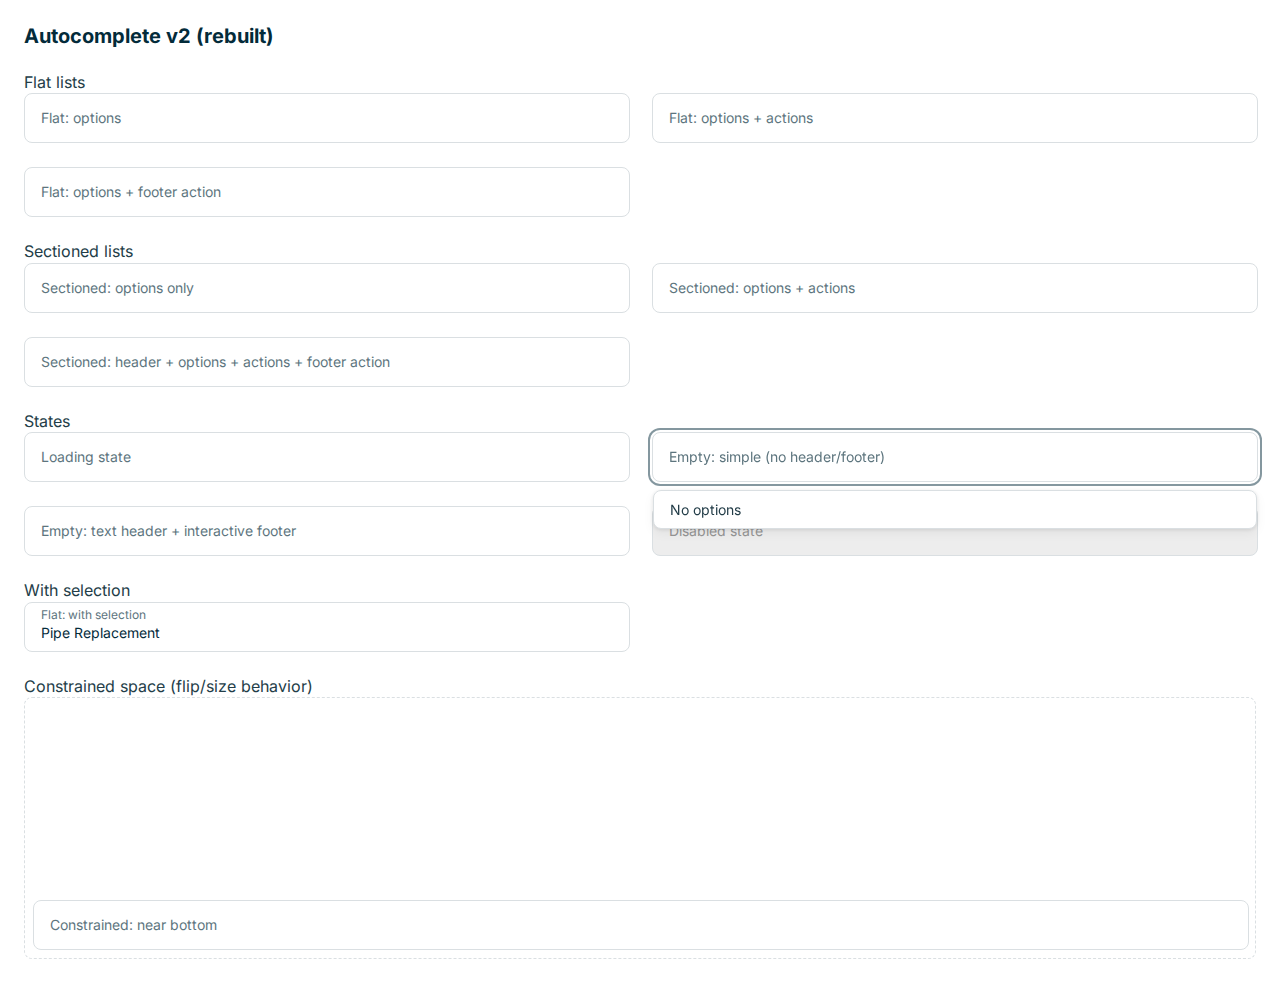 Autocomplete v2 (rebuilt)
Flat lists
Flat: options
Flat: options + actions
Flat: options + footer action
Sectioned lists
Sectioned: options only
Sectioned: options + actions
Sectioned: header + options + actions + footer action
States
Loading state
Empty: simple (no header/footer)
No options
Empty: text header + interactive footer
Disabled state
With selection
Flat: with selection
Pipe Replacement
Constrained space (flip/size behavior)
Constrained: near bottom